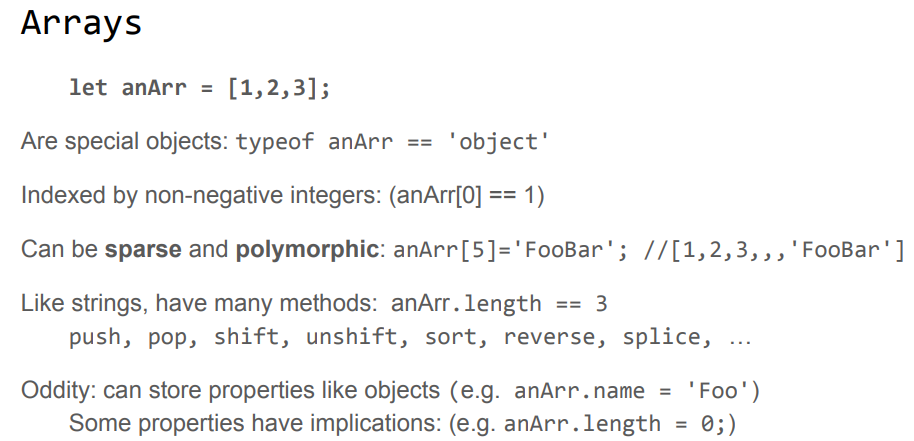 Arrays
let anArr = [1,2,3];
Are special objects: typeof anArr == 'object'
Indexed by non-negative integers: (anArr[0] == 1)
Can be sparse and polymorphic: anArr[5]='FooBar'; //[1,2,3,,,'FooBar']
Like strings, have many methods: anArr.length == 3
push, pop, shift, unshift, sort, reverse, splice, …
Oddity: can store properties like objects (e.g. anArr.name = 'Foo')
Some properties have implications: (e.g. anArr.length = 0;)